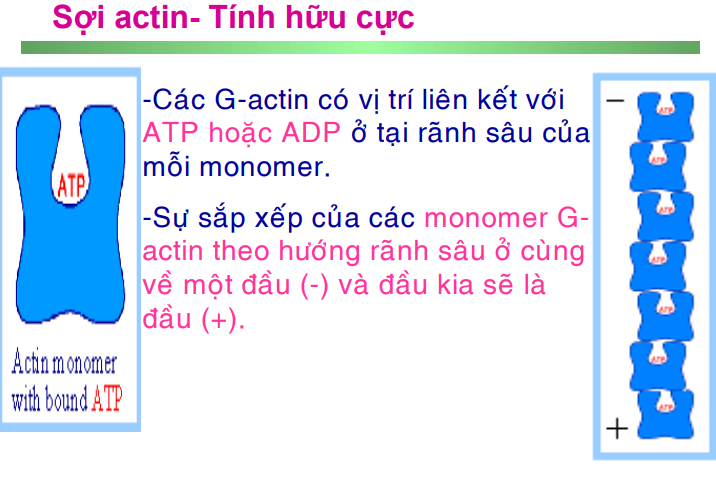 Sợi actin- Tính hữu cực
-Các G-actin có vị trí liên kết với
ATP hoặc ADP ở tại rãnh sâu của
mỗi monomer.
-Sự sắp xếp của các monomer G-
actin theo hướng rãnh sâu ở cùng
về một đầu (-) và đầu kia sẽ là
đầu (+).
ATP
Actin monomer
with bound ATP
−
ATP
ATP
ATP
ATP
ATP
ATP
ATP
+